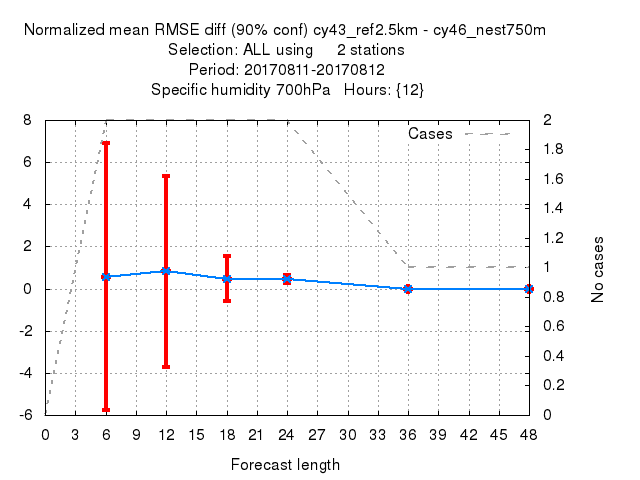 Normalized mean RMSE diff (90% conf) cy43_ref2.5km - cy46_nest750m
Selection: ALL using 2 stations
Period: 20170811-20170812
Specific humidity 700hPa Hours: {12}
Cases
8
6
4
2
0
-2
-4
-6
2
1.8
1.6
1.4
1.2
1
0.8
0.6
0.4
0.2
0
No cases
0 3 6 9 12 15 18 21 24 27 30 33 36 39 42 45 48
Forecast length